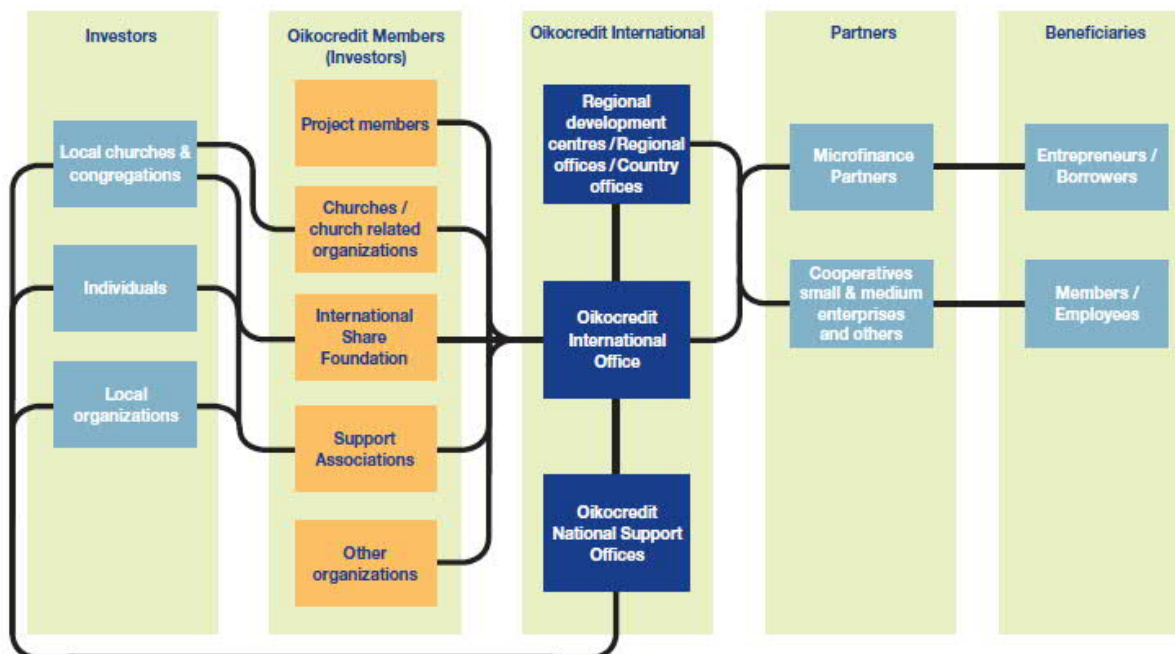 Investors
Local churches &
congregations
Individuals
Local
organizations
Oikocredit Members
(Investors)
Project members
Churches /
church related
organizations
International
Share
Foundation
Support
Associations
Other
organizations
Oikocredit International
Regional
development
centres / Regional
offices / Country
offices
Oikocredit
International
Office
Oikocredit
National Support
Offices
Partners
Microfinance
Partners
Cooperatives
small & medium
enterprises
and others
Beneficiaries
Entrepreneurs /
Borrowers
Members /
Employees